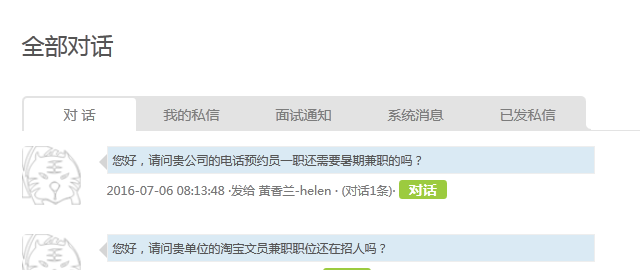 全部对话
对 话
我的私信
面试通知
系统消息
已发私信
您好，请问贵公司的电话预约员一职还需要暑期兼职的吗？
2016-07-06 08:13:48 ·发给 黄香兰-helen · (对话1条)· 对话
您好，请问贵单位的淘宝文员兼职职位还在招人吗？